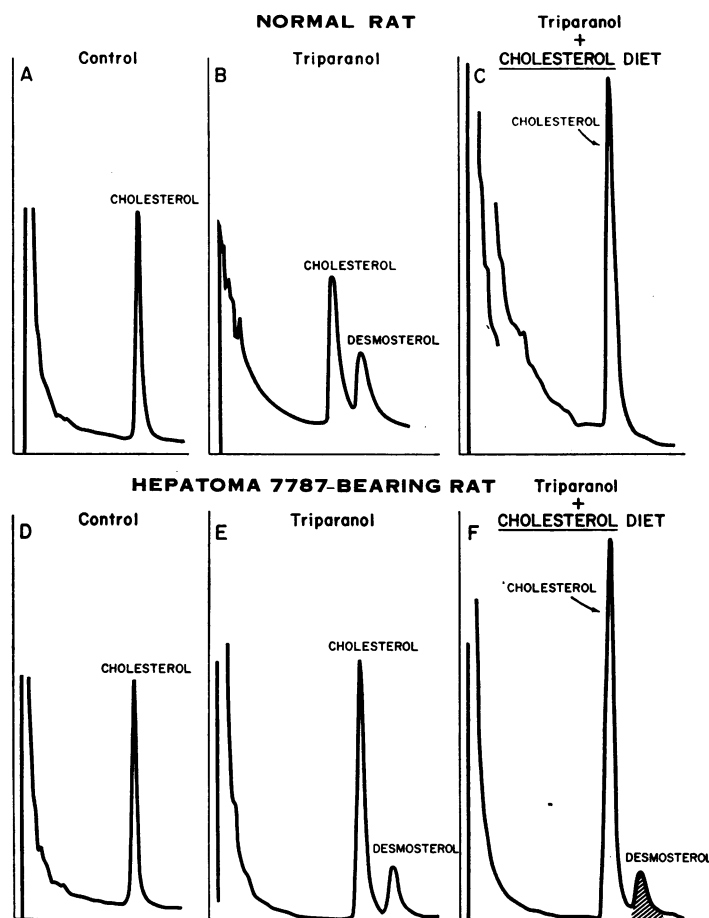 NORMAL RAT
Triparanol
+
CHOLESTEROL DIET
A
Control
CHOLESTEROL
B
Triparanol
CHOLESTEROL
DESMOSTEROL
C
CHOLESTEROL
HEPATOMA 7787-BEARING RAT
Triparanol
+
CHOLESTEROL DIET
D
Control
CHOLESTEROL
E
Triparanol
CHOLESTEROL
DESMOSTEROL
F
CHOLESTEROL
DESMOSTEROL